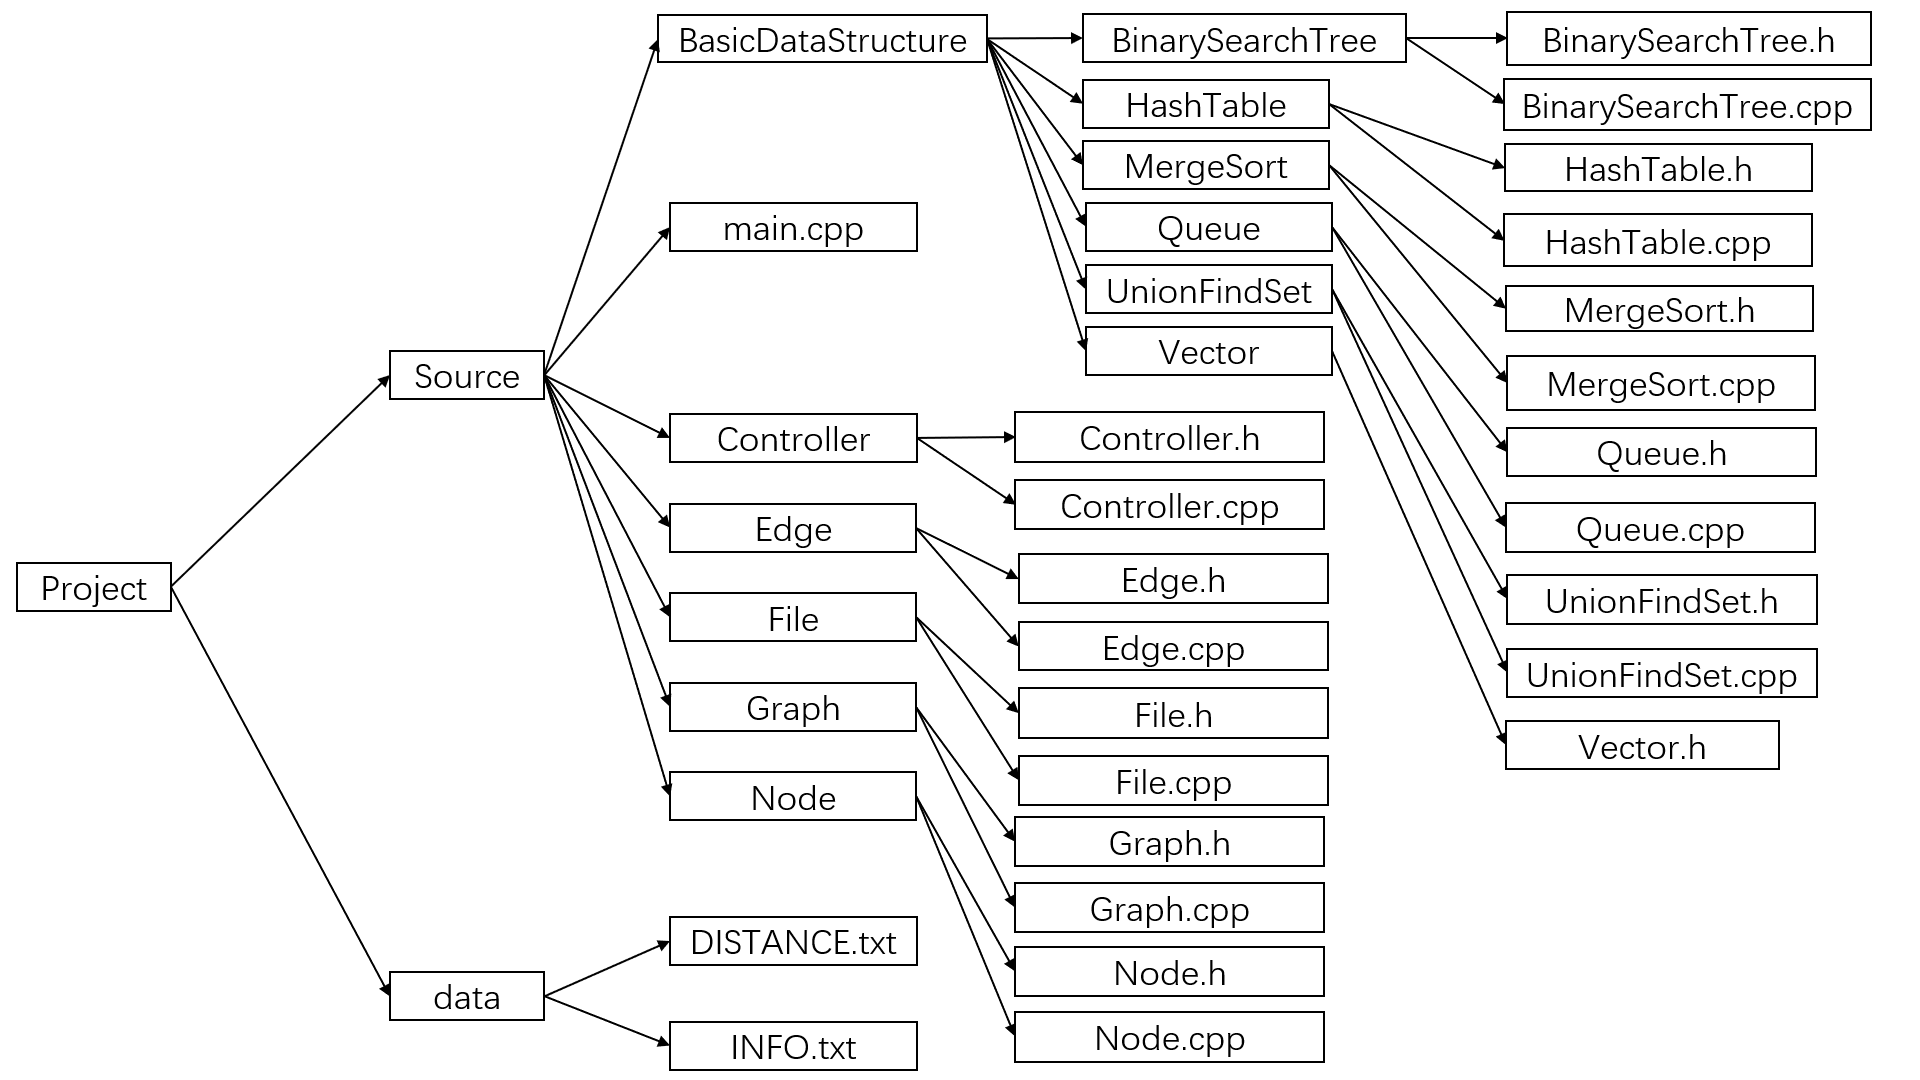 Project
Source
data
BasicDataStructure
main.cpp
Controller
Edge
File
Graph
Node
DISTANCE.txt
INFO.txt
BinarySearchTree
HashTable
MergeSort
Queue
UnionFindSet
Vector
Controller.h
Controller.cpp
Edge.h
Edge.cpp
File.h
File.cpp
Graph.h
Graph.cpp
Node.h
Node.cpp
BinarySearchTree.h
BinarySearchTree.cpp
HashTable.h
HashTable.cpp
MergeSort.h
MergeSort.cpp
Queue.h
Queue.cpp
UnionFindSet.h
UnionFindSet.cpp
Vector.h